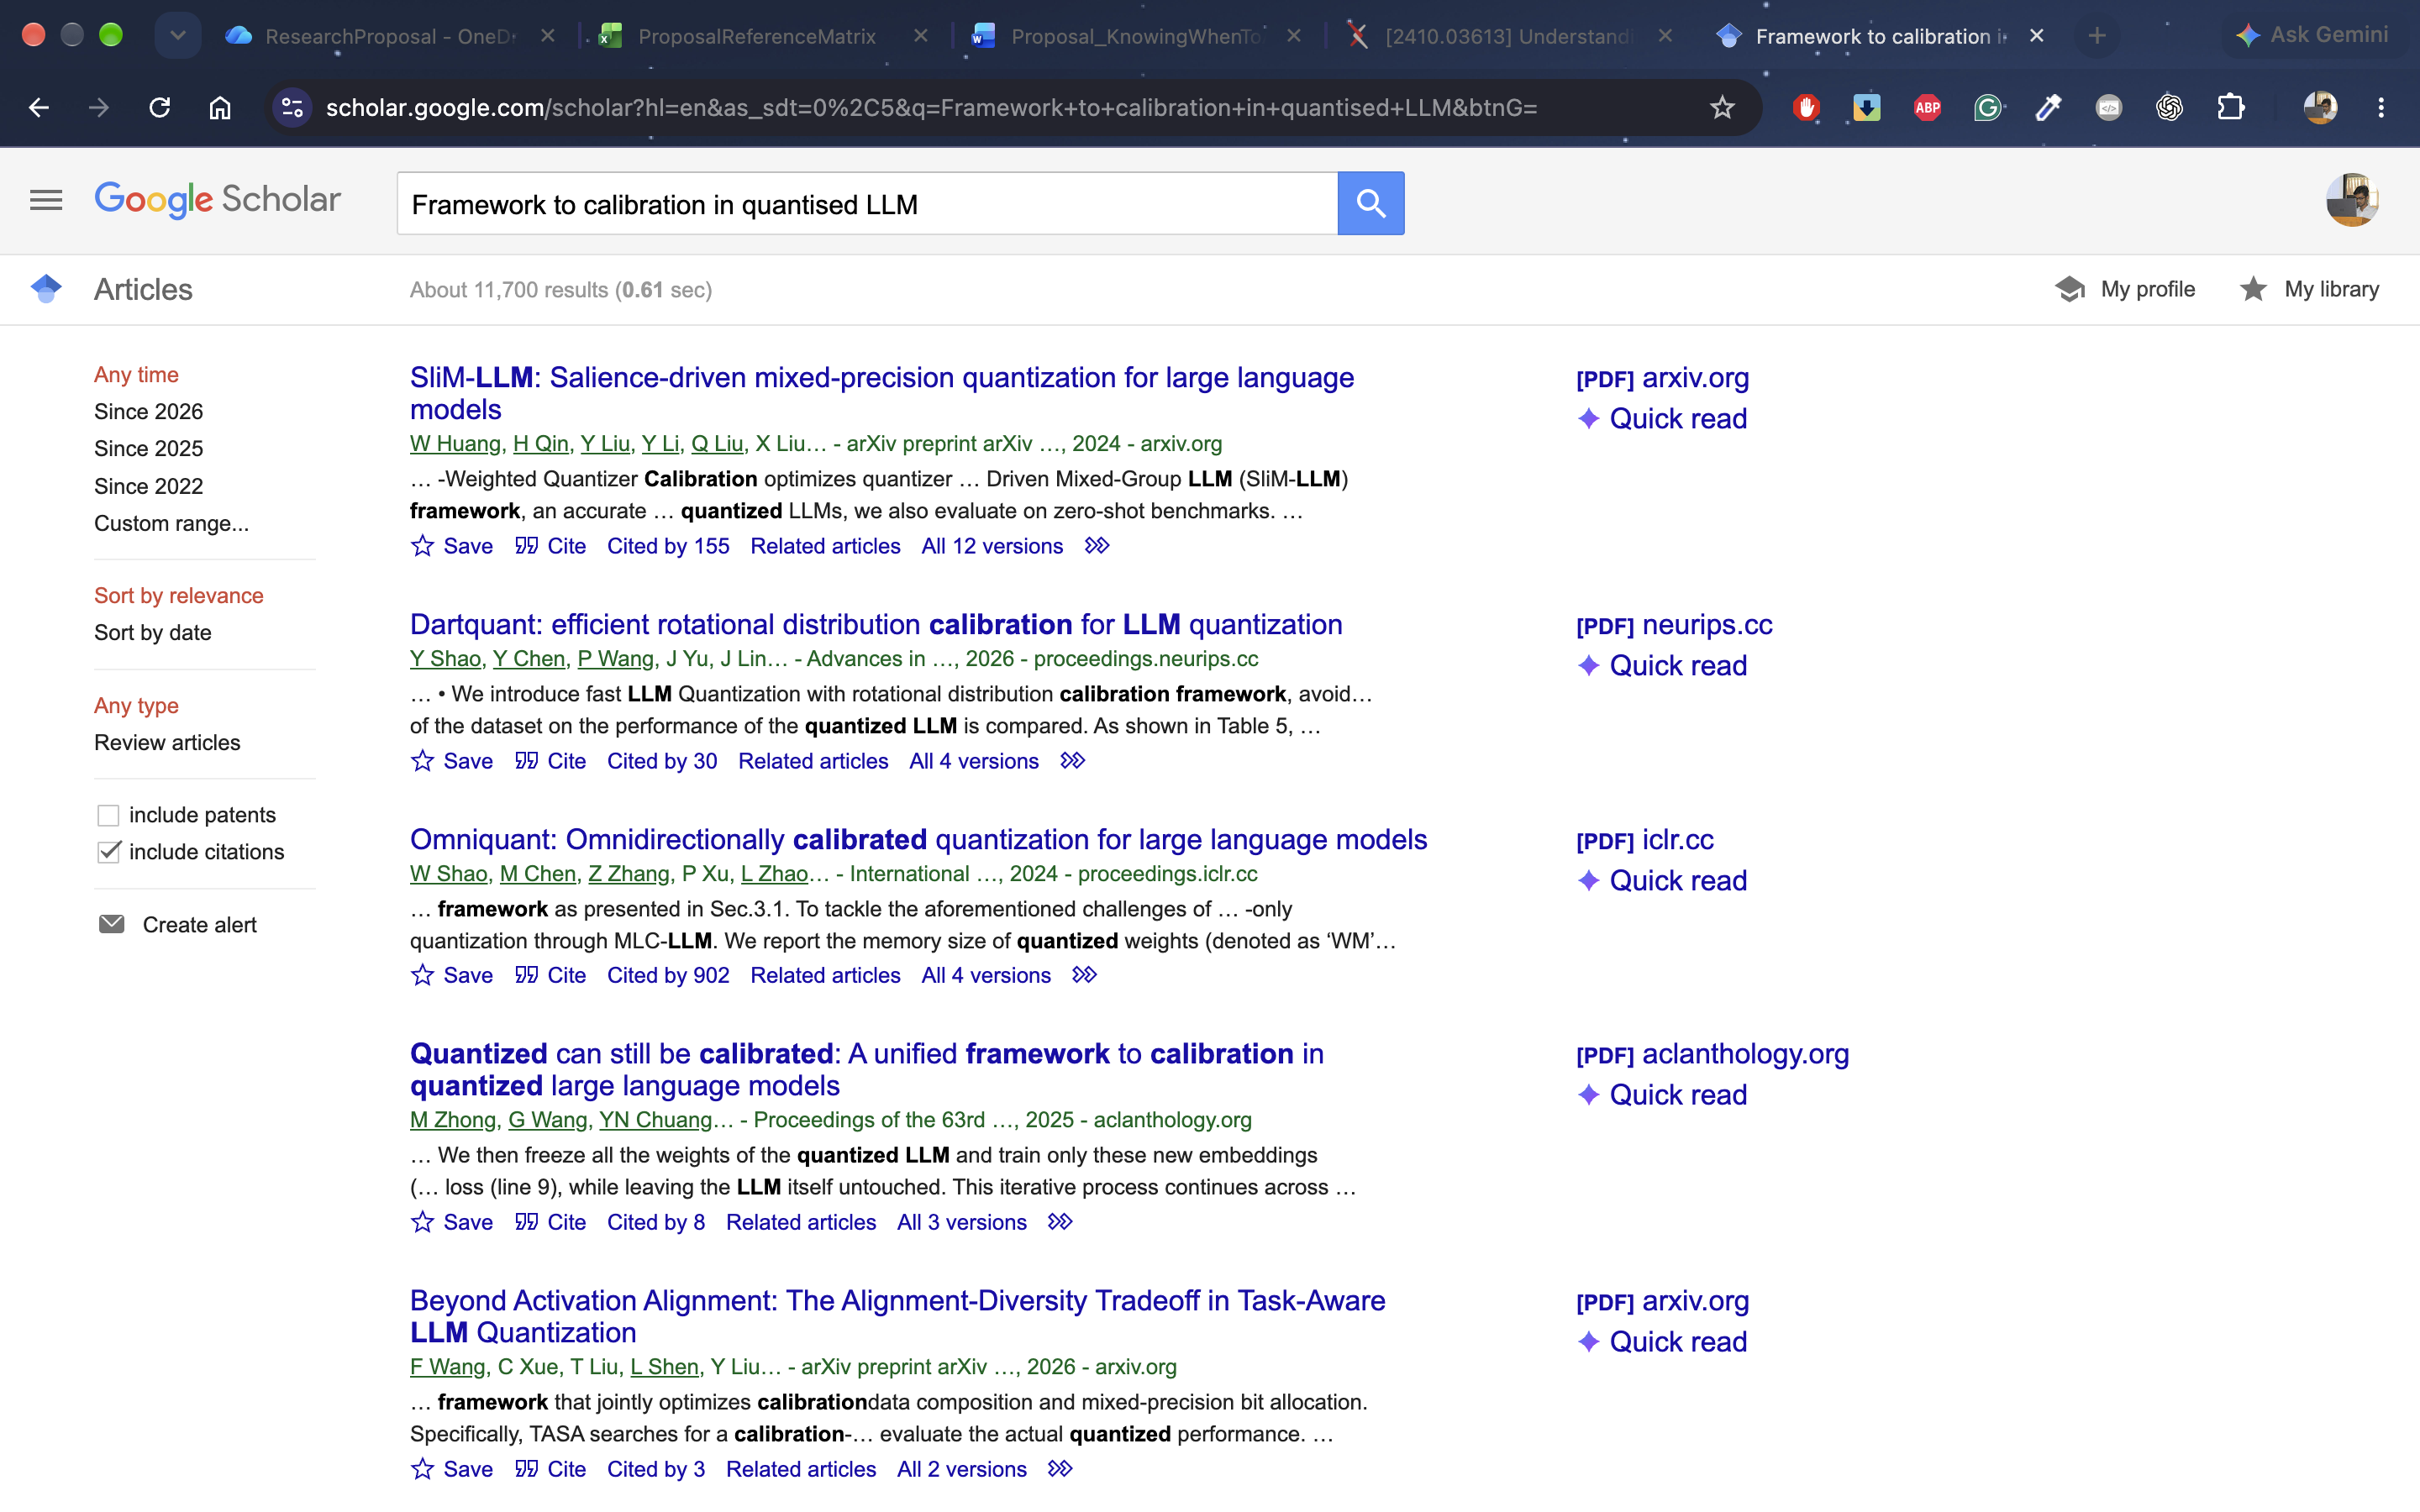 ResearchProposal - OneD
ProposalReferenceMatrix
Proposal_KnowingWhenTo
[2410.03613] Understandi
Framework to calibration i
Ask Gemini
scholar.google.com/scholar?hl=en&as_sdt=0%2C5&q=Framework+to+calibration+in+quantised+LLM&btnG=
ABP
Google Scholar
Framework to calibration in quantised LLM
Articles
About 11,700 results (0.61 sec)
My profile
My library
Any time
Since 2026
Since 2025
Since 2022
Custom range...
Sort by relevance
Sort by date
Any type
Review articles
include patents
include citations
Create alert
SliM-LLM: Salience-driven mixed-precision quantization for large language
models
W Huang, H Qin, Y Liu, Y Li, Q Liu, X Liu… - arXiv preprint arXiv …, 2024 - arxiv.org
… -Weighted Quantizer Calibration optimizes quantizer … Driven Mixed-Group LLM (SliM-LLM)
framework, an accurate … quantized LLMs, we also evaluate on zero-shot benchmarks. …
Save Cite Cited by 155 Related articles All 12 versions
[PDF] arxiv.org
Quick read
Dartquant: efficient rotational distribution calibration for LLM quantization
Y Shao, Y Chen, P Wang, J Yu, J Lin… - Advances in …, 2026 - proceedings.neurips.cc
… • We introduce fast LLM Quantization with rotational distribution calibration framework, avoid…
of the dataset on the performance of the quantized LLM is compared. As shown in Table 5, …
Save Cite Cited by 30 Related articles All 4 versions
[PDF] neurips.cc
Quick read
Omniquant: Omnidirectionally calibrated quantization for large language models
W Shao, M Chen, Z Zhang, P Xu, L Zhao… - International …, 2024 - proceedings.iclr.cc
… framework as presented in Sec.3.1. To tackle the aforementioned challenges of … -only
quantization through MLC-LLM. We report the memory size of quantized weights (denoted as ‘WM’…
Save Cite Cited by 902 Related articles All 4 versions
[PDF] iclr.cc
Quick read
Quantized can still be calibrated: A unified framework to calibration in
quantized large language models
M Zhong, G Wang, YN Chuang… - Proceedings of the 63rd …, 2025 - aclanthology.org
… We then freeze all the weights of the quantized LLM and train only these new embeddings
(… loss (line 9), while leaving the LLM itself untouched. This iterative process continues across …
Save Cite Cited by 8 Related articles All 3 versions
[PDF] aclanthology.org
Quick read
Beyond Activation Alignment: The Alignment-Diversity Tradeoff in Task-Aware
LLM Quantization
F Wang, C Xue, T Liu, L Shen, Y Liu… - arXiv preprint arXiv …, 2026 - arxiv.org
… framework that jointly optimizes calibrationdata composition and mixed-precision bit allocation.
Specifically, TASA searches for a calibration-… evaluate the actual quantized performance. …
Save Cite Cited by 3 Related articles All 2 versions
[PDF] arxiv.org
Quick read